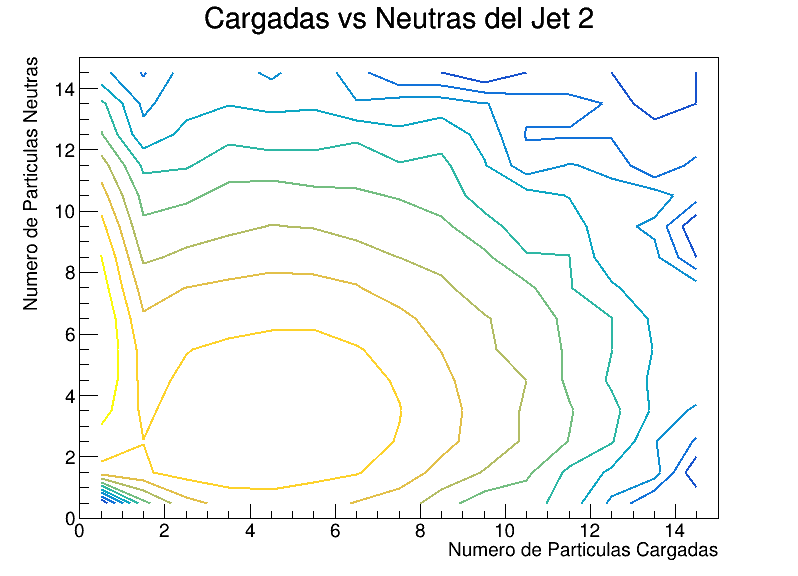 Cargadas vs Neutras del Jet 2
Numero de Particulas Neutras
14
12
10
8
6
4
2
0
0 2 4 6 8 10 12 14
Numero de Particulas Cargadas